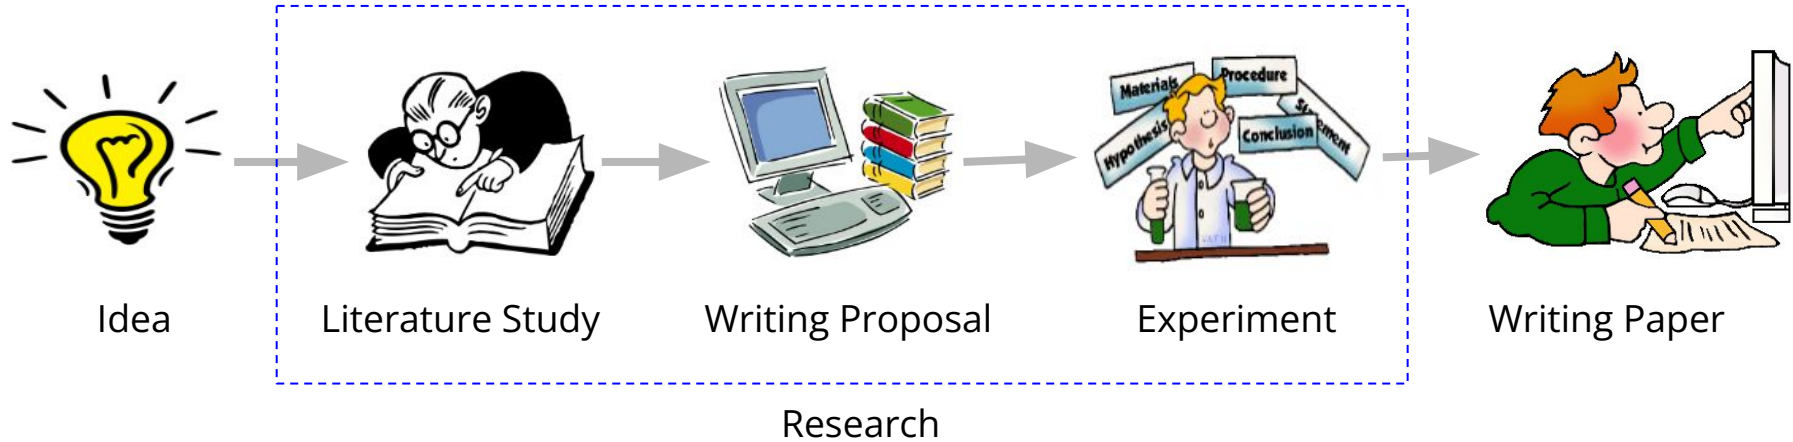 Materials
Procedure
Hypothesis
Conclusion
Idea
Literature Study
Writing Proposal
Experiment
Writing Paper
Research